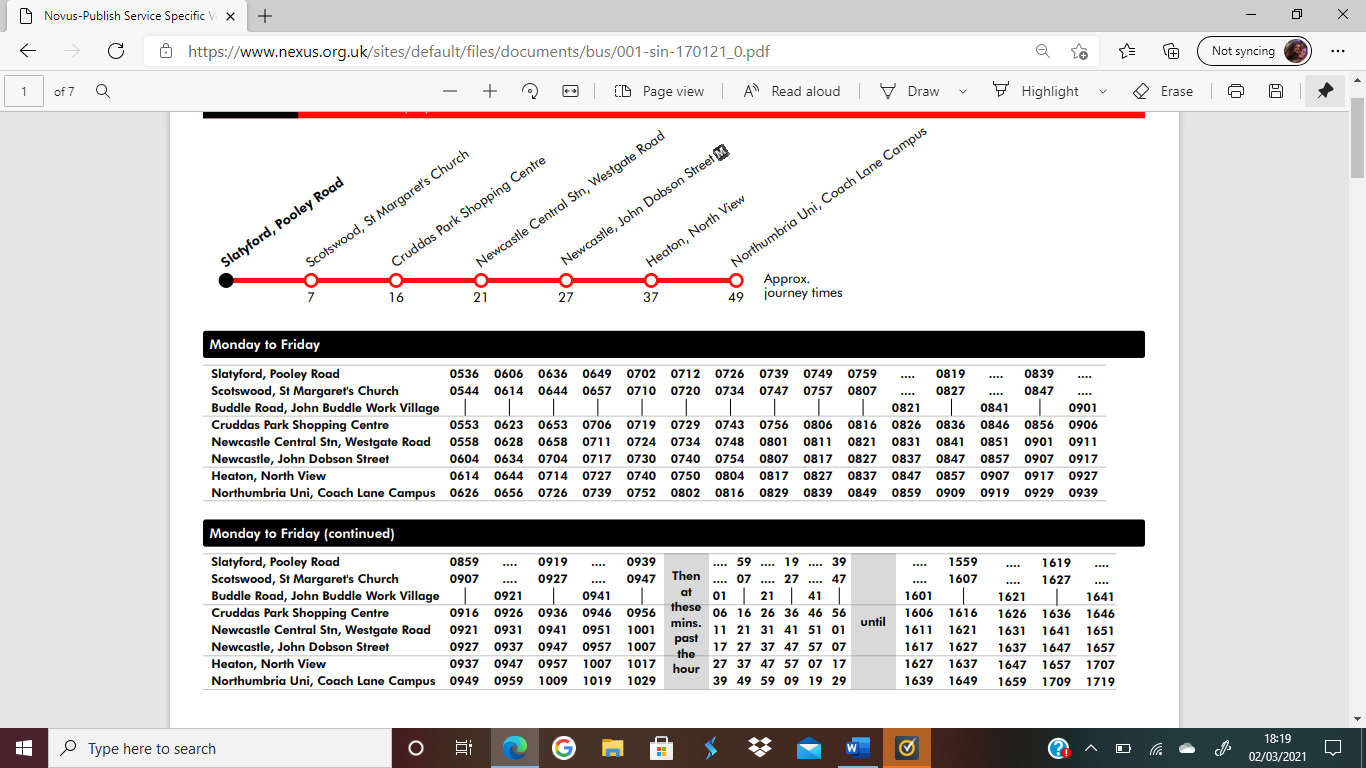 Novus-Publish Service Specific V
https://www.nexus.org.uk/sites/default/files/documents/bus/001-sin-170121_0.pdf
Not syncing
1 of 7
Page view
Read aloud
Draw
Highlight
Erase
Slatyford, Pooley Road
Scotswood, St Margaret's Church
Cruddas Park Shopping Centre
Newcastle Central Stn, Westgate Road
Newcastle, John Dobson Street M
Heaton, North View
Northumbria Uni, Coach Lane Campus
7 16 21 27 37 49
Approx.
journey times
Monday to Friday
Slatyford, Pooley Road 0536 0606 0636 0649 0702 0712 0726 0739 0749 0759 .... 0819 .... 0839 ....
Scotswood, St Margaret's Church 0544 0614 0644 0657 0710 0720 0734 0747 0757 0807 .... 0827 .... 0847 ....
Buddle Road, John Buddle Work Village | | | | | | | | | | 0821 | 0841 | 0901
Cruddas Park Shopping Centre 0553 0623 0653 0706 0719 0729 0743 0756 0806 0816 0826 0836 0846 0856 0906
Newcastle Central Stn, Westgate Road 0558 0628 0658 0711 0724 0734 0748 0801 0811 0821 0831 0841 0851 0901 0911
Newcastle, John Dobson Street 0604 0634 0704 0717 0730 0740 0754 0807 0817 0827 0837 0847 0857 0907 0917
Heaton, North View 0614 0644 0714 0727 0740 0750 0804 0817 0827 0837 0847 0857 0907 0917 0927
Northumbria Uni, Coach Lane Campus 0626 0656 0726 0739 0752 0802 0816 0829 0839 0849 0859 0909 0919 0929 0939
Monday to Friday (continued)
Slatyford, Pooley Road 0859 .... 0919 .... 0939 .... 59 .... 19 .... 39 .... 1559 .... 1619 ....
Scotswood, St Margaret's Church 0907 .... 0927 .... 0947 .... 07 .... 27 .... 47 .... 1607 .... 1627 ....
Buddle Road, John Buddle Work Village | 0921 | 0941 | 01 | 21 | 41 | 1601 | 1621 | 1641
Cruddas Park Shopping Centre 0916 0926 0936 0946 0956 06 16 26 36 46 56 1606 1616 1626 1636 1646
Newcastle Central Stn, Westgate Road 0921 0931 0941 0951 1001 11 21 31 41 51 01 1611 1621 1631 1641 1651
Newcastle, John Dobson Street 0927 0937 0947 0957 1007 17 27 37 47 57 07 1617 1627 1637 1647 1657
Heaton, North View 0937 0947 0957 1007 1017 27 37 47 57 07 17 1627 1637 1647 1657 1707
Northumbria Uni, Coach Lane Campus 0949 0959 1009 1019 1029 39 49 59 09 19 29 1639 1649 1659 1709 1719
Then
at
these
mins.
past
the
hour
until
Type here to search
18:19
02/03/2021